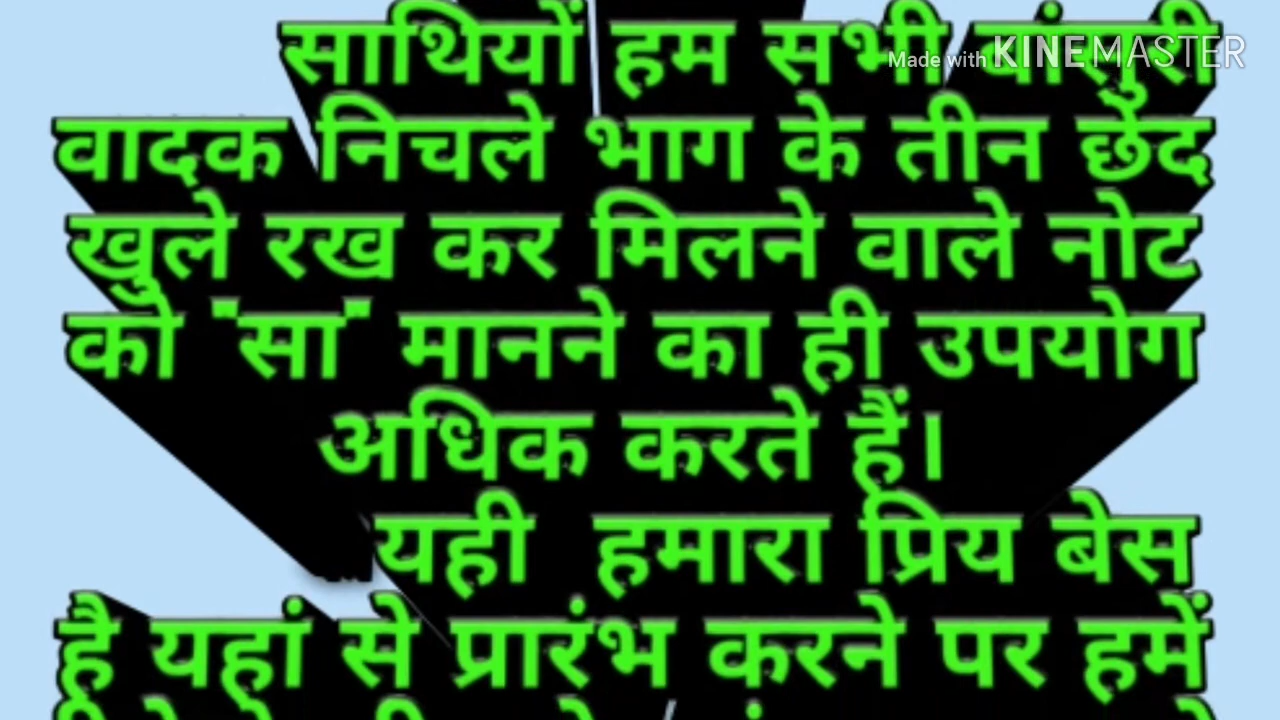 साथियों हम सभी बांसुरी
Made with KINEMASTER
वादक निचले भाग के तीन छेद
खुले रख कर मिलने वाले नोट
को "सा" मानने का ही उपयोग
अधिक करते हैं।
यही हमारा प्रिय बेस
है यहां से प्रारंभ करने पर हमें